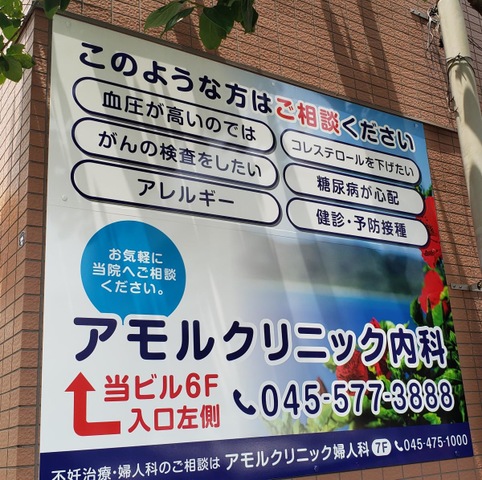 このような方はご相談ください
血圧が高いのでは
コレステロールを下げたい
がんの検査をしたい
糖尿病が心配
アレルギー
健診・予防接種
お気軽に
当院へご相談
ください。
アモルクリニック内科
当ビル6F
入口左側
045-577-3888
不妊治療・婦人科のご相談は アモルクリニック婦人科 7F 045-475-1000